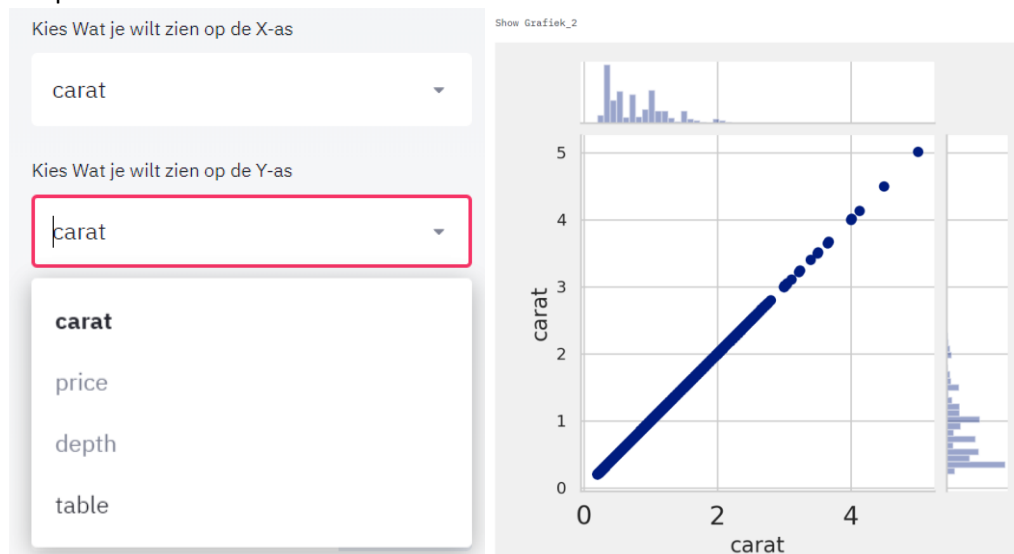 Kies Wat je wilt zien op de X-as
carat
Kies Wat je wilt zien op de Y-as
carat
carat
price
depth
table
Show Grafiek_2
5
4
3
2
1
0
carat
0 2 4
carat